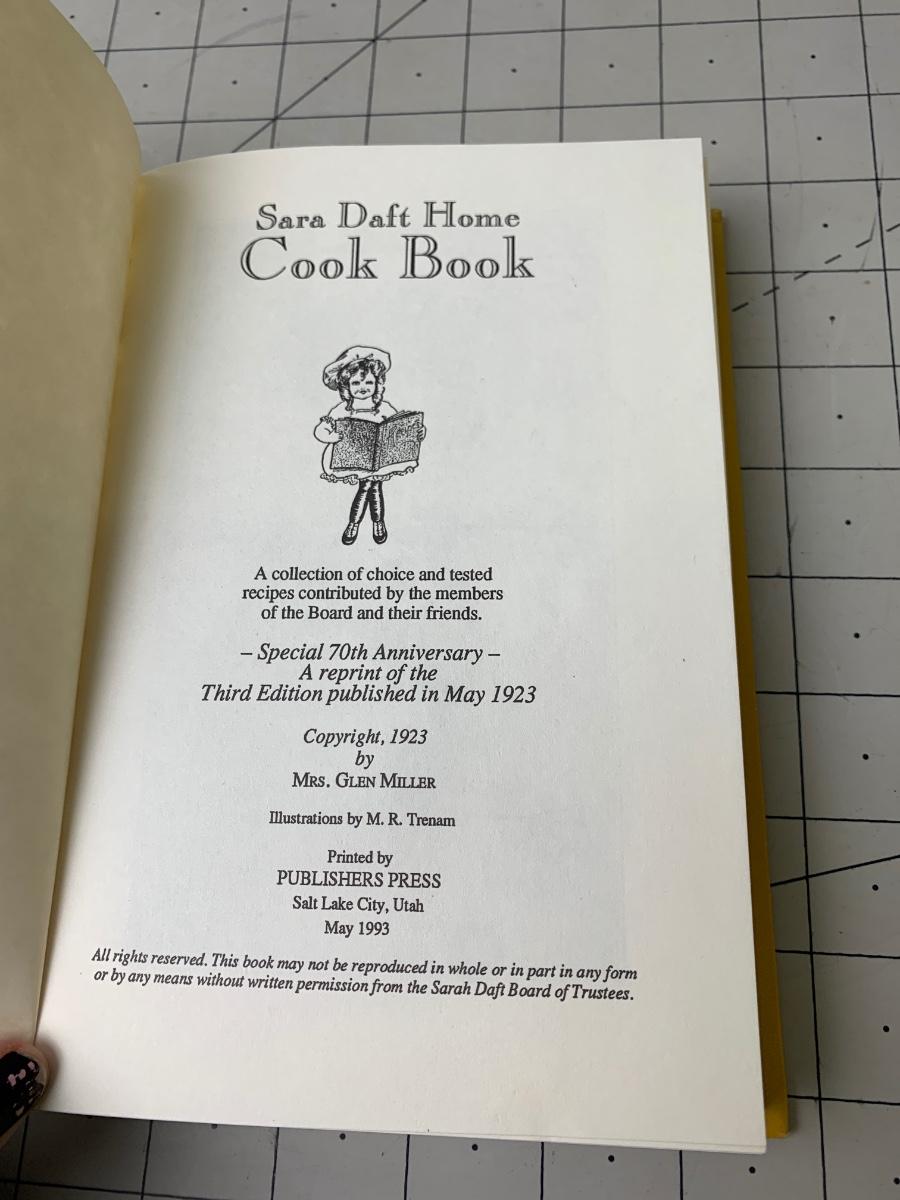 Sara Daft Home
Cook Book
A collection of choice and tested
recipes contributed by the members
of the Board and their friends.
– Special 70th Anniversary –
A reprint of the
Third Edition published in May 1923
Copyright, 1923
by
MRS. GLEN MILLER
Illustrations by M. R. Trenam
Printed by
PUBLISHERS PRESS
Salt Lake City, Utah
May 1993
All rights reserved. This book may not be reproduced in whole or in part in any form
or by any means without written permission from the Sarah Daft Board of Trustees.